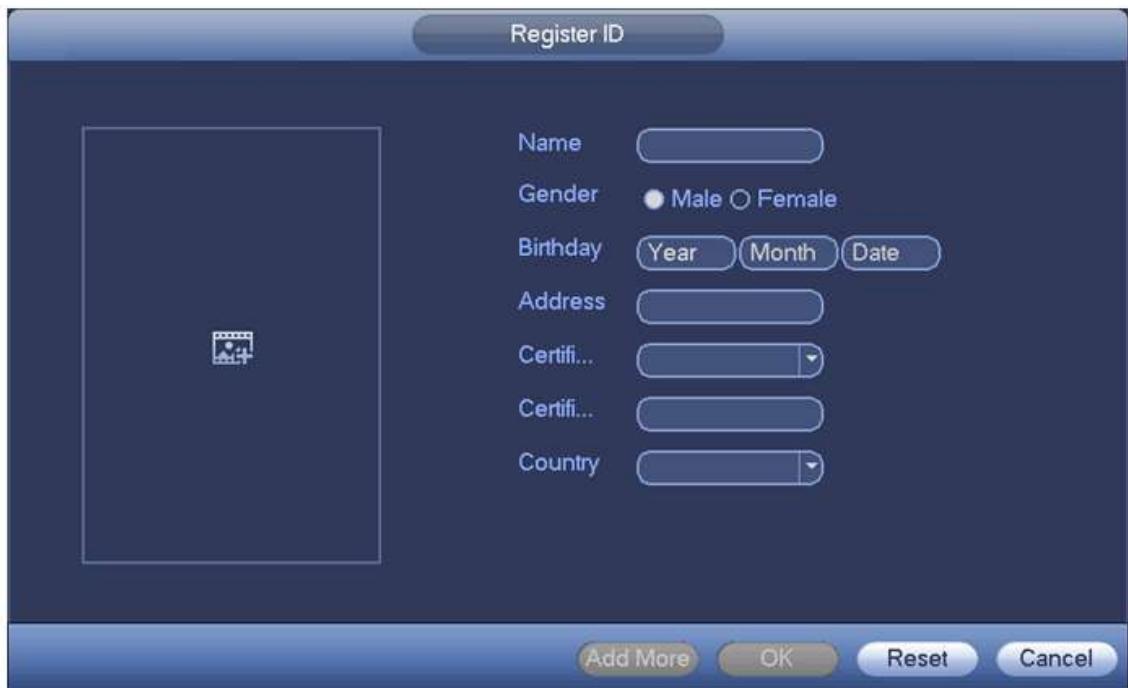 Register ID
Name
Gender Male Female
Birthday Year Month Date
Address
Certifi...
Certifi...
Country
Add More OK Reset Cancel